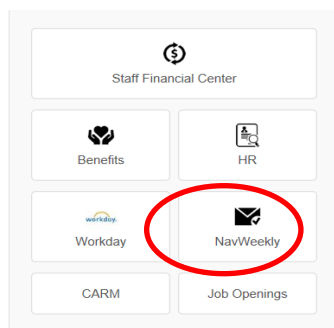 Staff Financial Center
Benefits
HR
workday.
Workday
NavWeekly
CARM
Job Openings